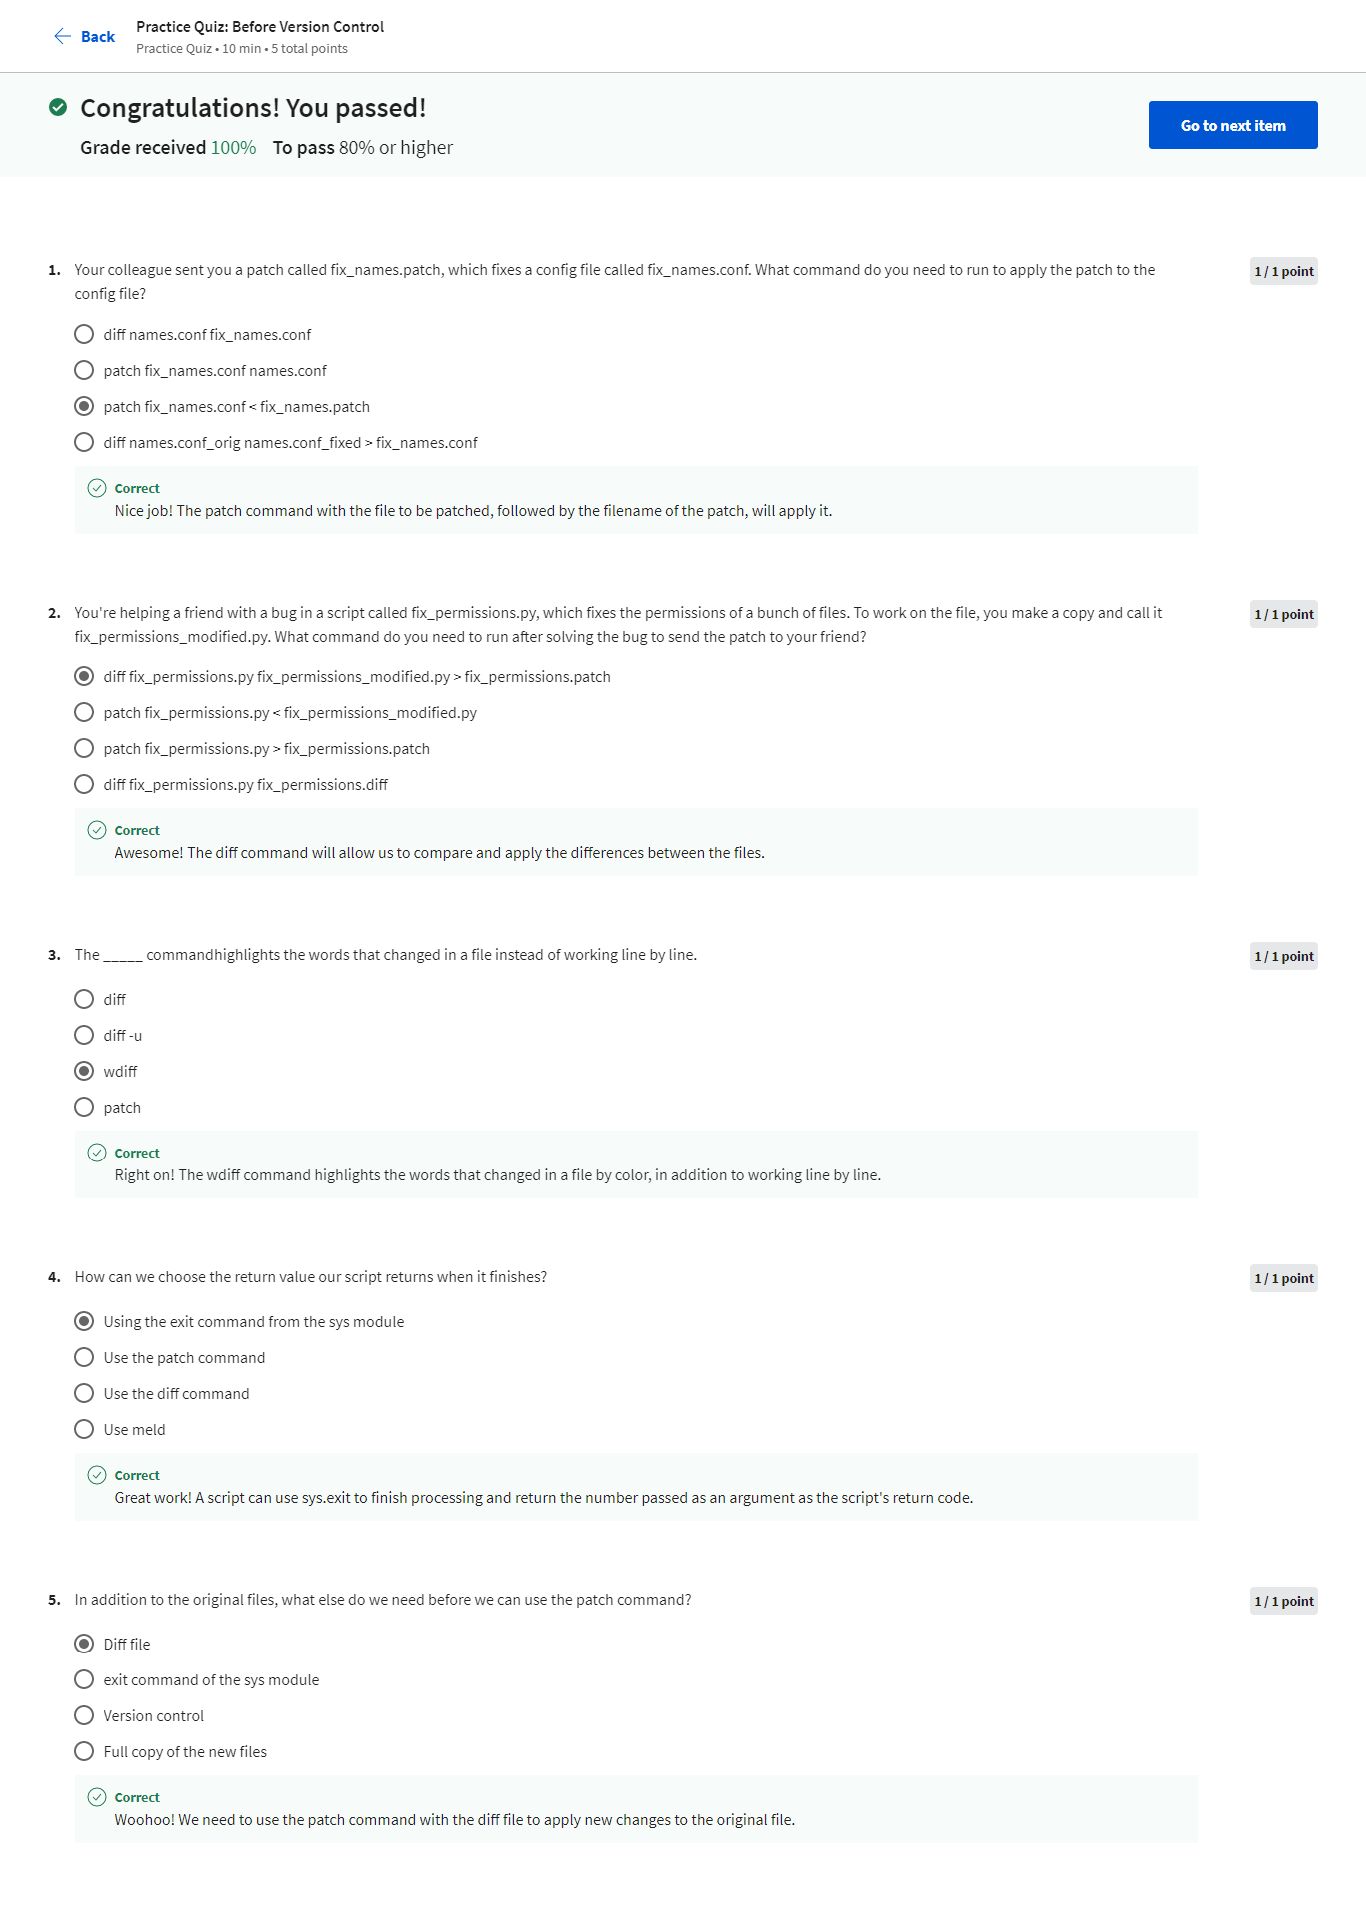 Back
Practice Quiz: Before Version Control
Practice Quiz • 10 min • 5 total points
Congratulations! You passed!
Grade received 100% To pass 80% or higher
Go to next item
1. Your colleague sent you a patch called fix_names.patch, which fixes a config file called fix_names.conf. What command do you need to run to apply the patch to the
config file?
1 / 1 point
diff names.conf fix_names.conf
patch fix_names.conf names.conf
patch fix_names.conf < fix_names.patch
diff names.conf_orig names.conf_fixed > fix_names.conf
Correct
Nice job! The patch command with the file to be patched, followed by the filename of the patch, will apply it.
2. You're helping a friend with a bug in a script called fix_permissions.py, which fixes the permissions of a bunch of files. To work on the file, you make a copy and call it
fix_permissions_modified.py. What command do you need to run after solving the bug to send the patch to your friend?
1 / 1 point
diff fix_permissions.py fix_permissions_modified.py > fix_permissions.patch
patch fix_permissions.py < fix_permissions_modified.py
patch fix_permissions.py > fix_permissions.patch
diff fix_permissions.py fix_permissions.diff
Correct
Awesome! The diff command will allow us to compare and apply the differences between the files.
3. The _____ commandhighlights the words that changed in a file instead of working line by line.
1 / 1 point
diff
diff -u
wdiff
patch
Correct
Right on! The wdiff command highlights the words that changed in a file by color, in addition to working line by line.
4. How can we choose the return value our script returns when it finishes?
1 / 1 point
Using the exit command from the sys module
Use the patch command
Use the diff command
Use meld
Correct
Great work! A script can use sys.exit to finish processing and return the number passed as an argument as the script's return code.
5. In addition to the original files, what else do we need before we can use the patch command?
1 / 1 point
Diff file
exit command of the sys module
Version control
Full copy of the new files
Correct
Woohoo! We need to use the patch command with the diff file to apply new changes to the original file.